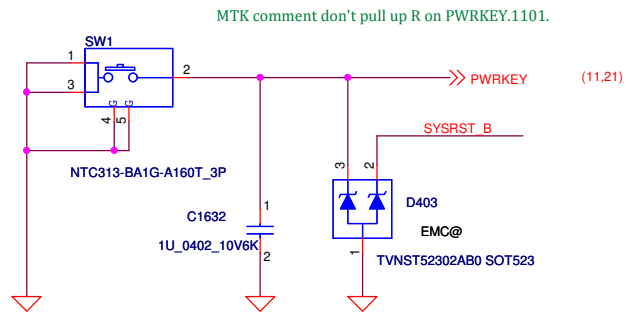 MTK comment don't pull up R on PWRKEY.1101.
SW1
1
2
3
PWRKEY
(11,21)
G
G
4
5
SYSRST_B
3
2
NTC313-BA1G-A160T_3P
1
C1632
D403
EMC@
1U_0402_10V6K
2
1
TVNST52302AB0 SOT523